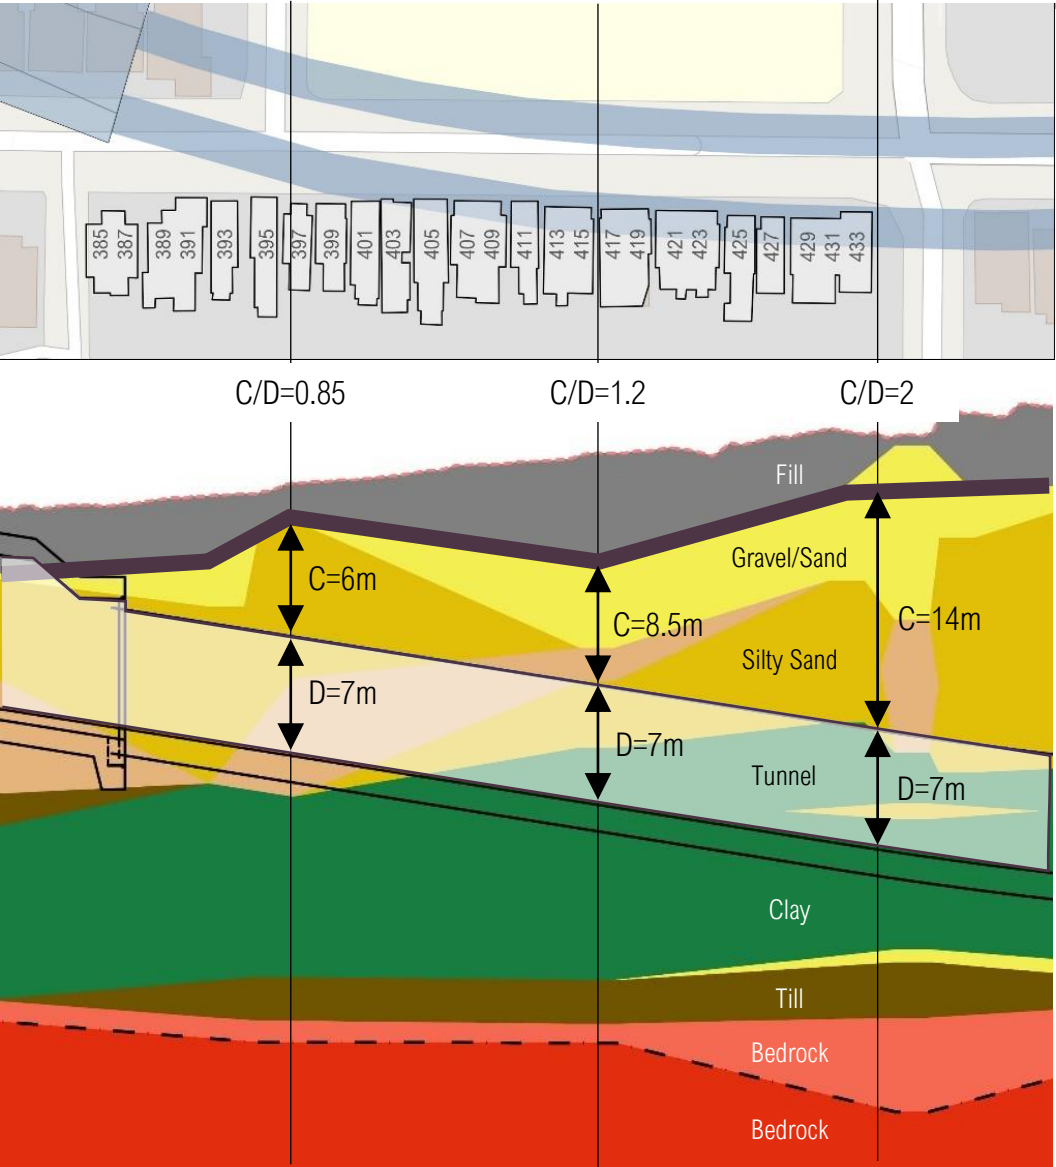 385
387
389
391
393
395
397
399
401
403
405
407
409
411
413
415
417
419
421
423
425
427
429
431
433
C/D=0.85
C/D=1.2
C/D=2
Fill
Gravel/Sand
C=6m
C=8.5m
C=14m
Silty Sand
D=7m
D=7m
Tunnel
D=7m
Clay
Till
Bedrock
Bedrock